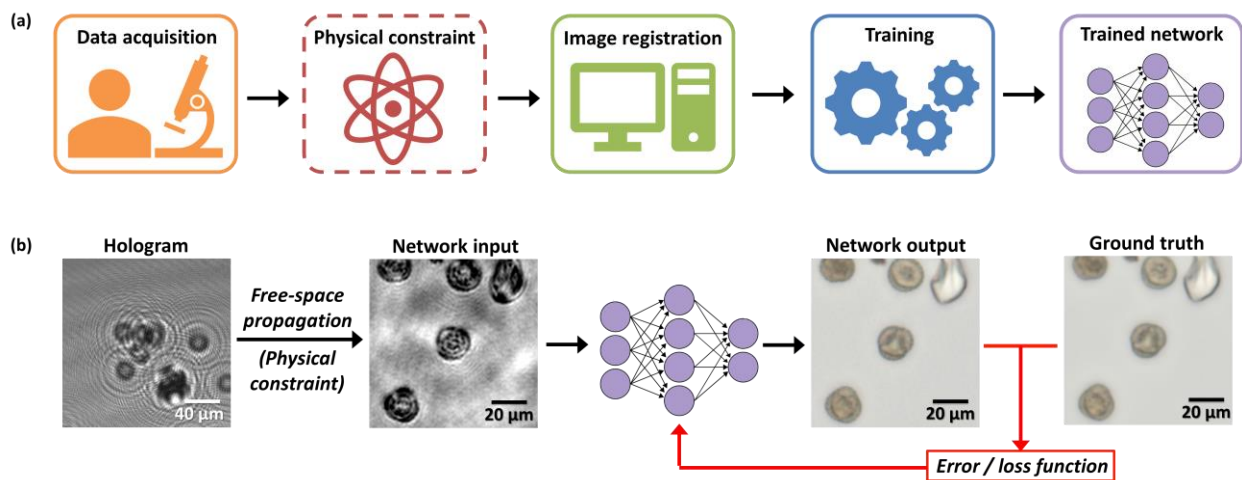 (a)
Data acquisition
Physical constraint
Image registration
Training
Trained network
(b)
Hologram
40 µm
Free-space
propagation
(Physical
constraint)
Network input
20 µm
Network output
20 µm
Ground truth
20 µm
Error / loss function